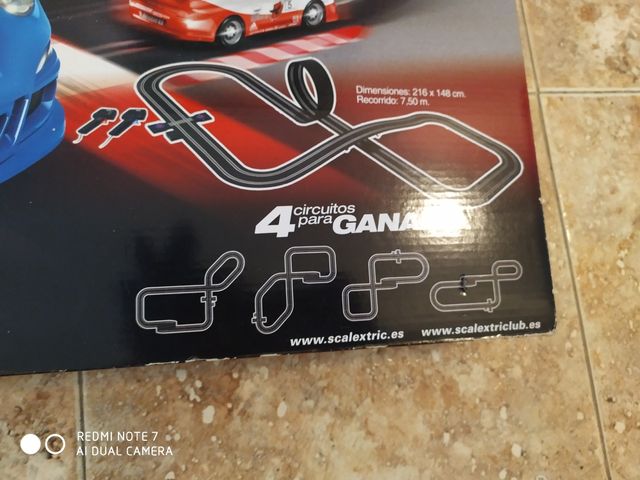 Dimensiones: 216 x 148 cm.
Recorrido: 7,50 m.
4 circuitos
para GANA
www.scalextric.es www.scalextriclub.es
REDMI NOTE 7
AI DUAL CAMERA